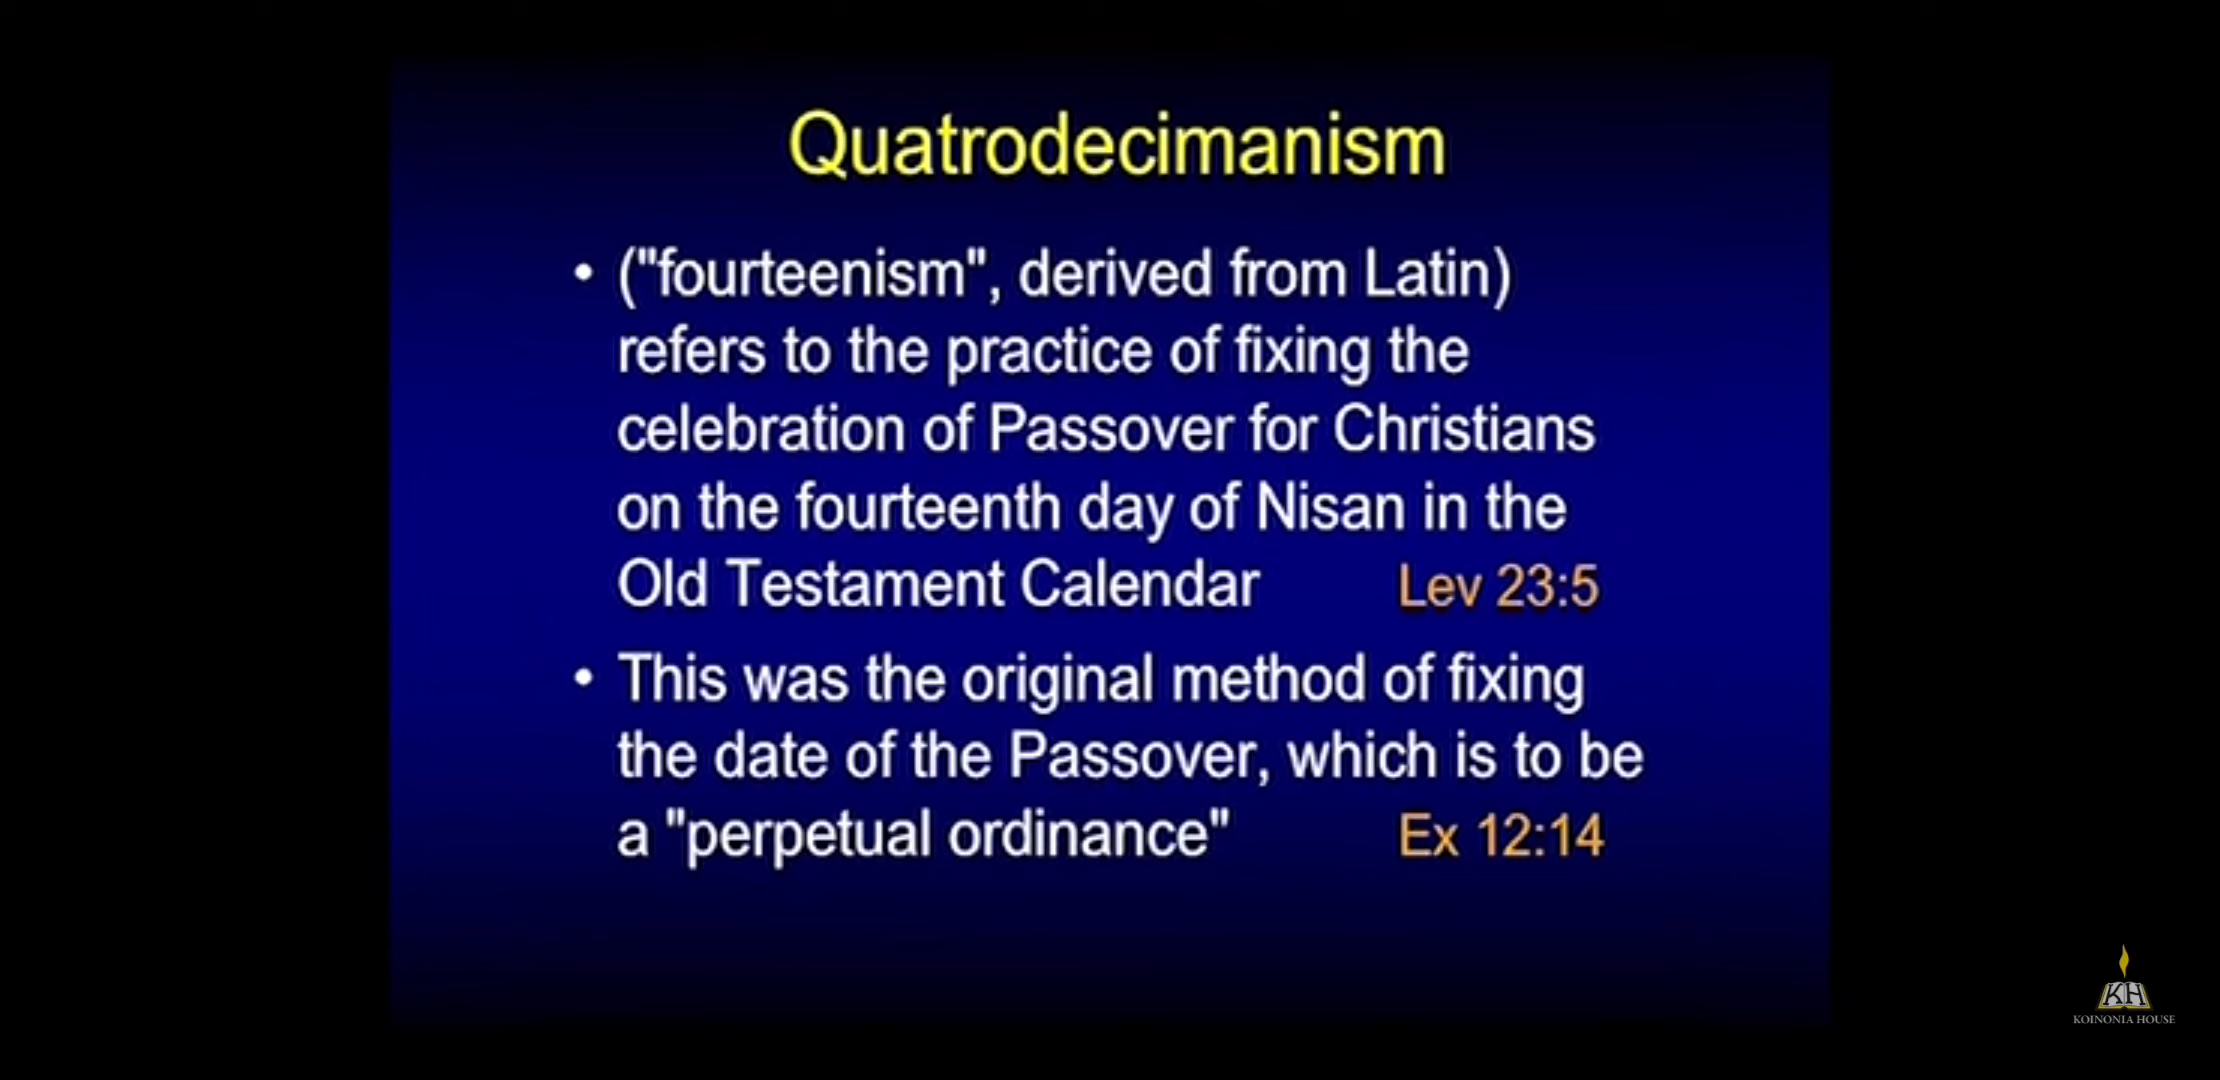 Quatrodecimanism
• ("fourteenism", derived from Latin)
refers to the practice of fixing the
celebration of Passover for Christians
on the fourteenth day of Nisan in the
Old Testament Calendar Lev 23:5
• This was the original method of fixing
the date of the Passover, which is to be
a "perpetual ordinance" Ex 12:14
KH
KOINONIA HOUSE